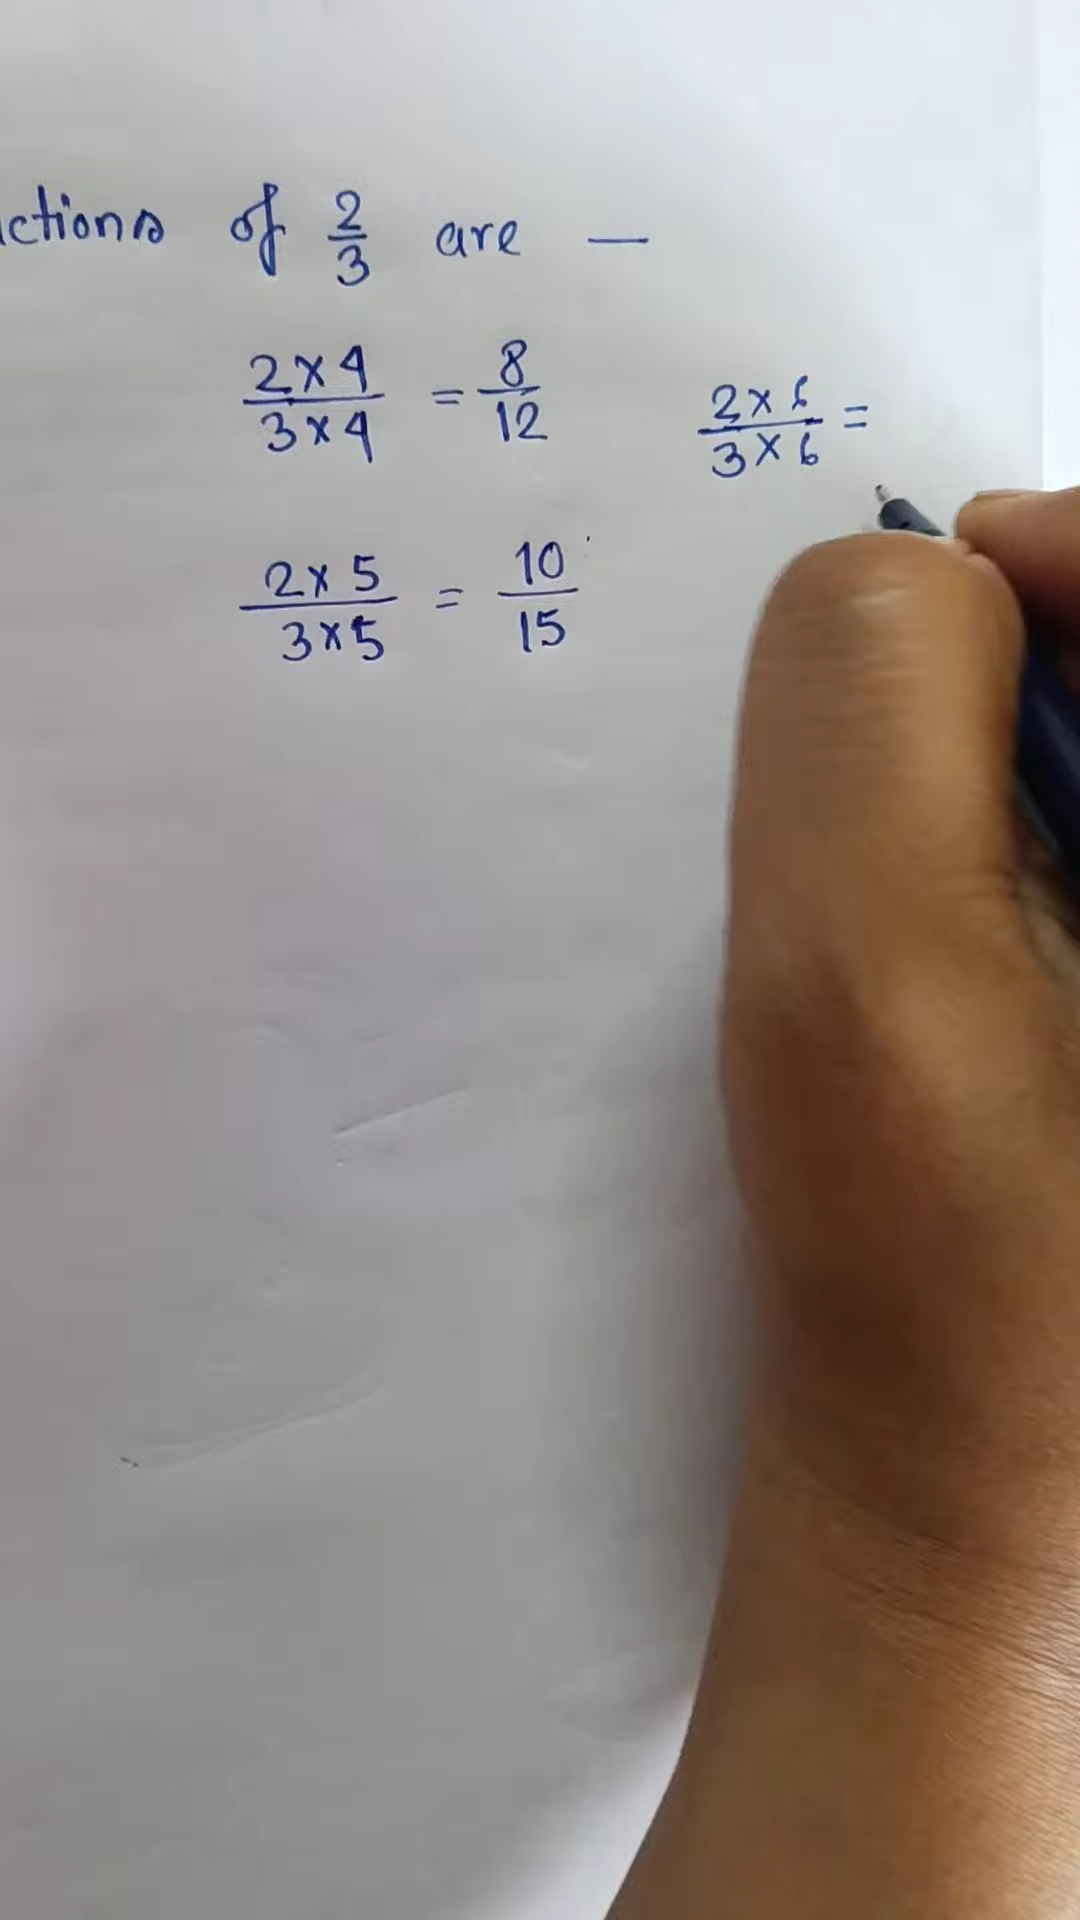 ctions of 2/3 are —
2 x 4 / 3 x 4 = 8/12
2 x 6 / 3 x 6 =
2 x 5 / 3 x 5 = 10/15